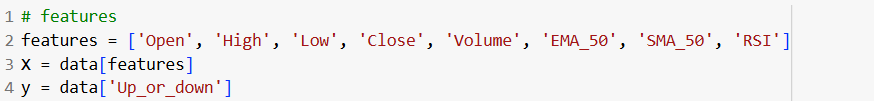 1 # features
2 features = ['Open', 'High', 'Low', 'Close', 'Volume', 'EMA_50', 'SMA_50', 'RSI']
3 X = data[features]
4 y = data['Up_or_down']